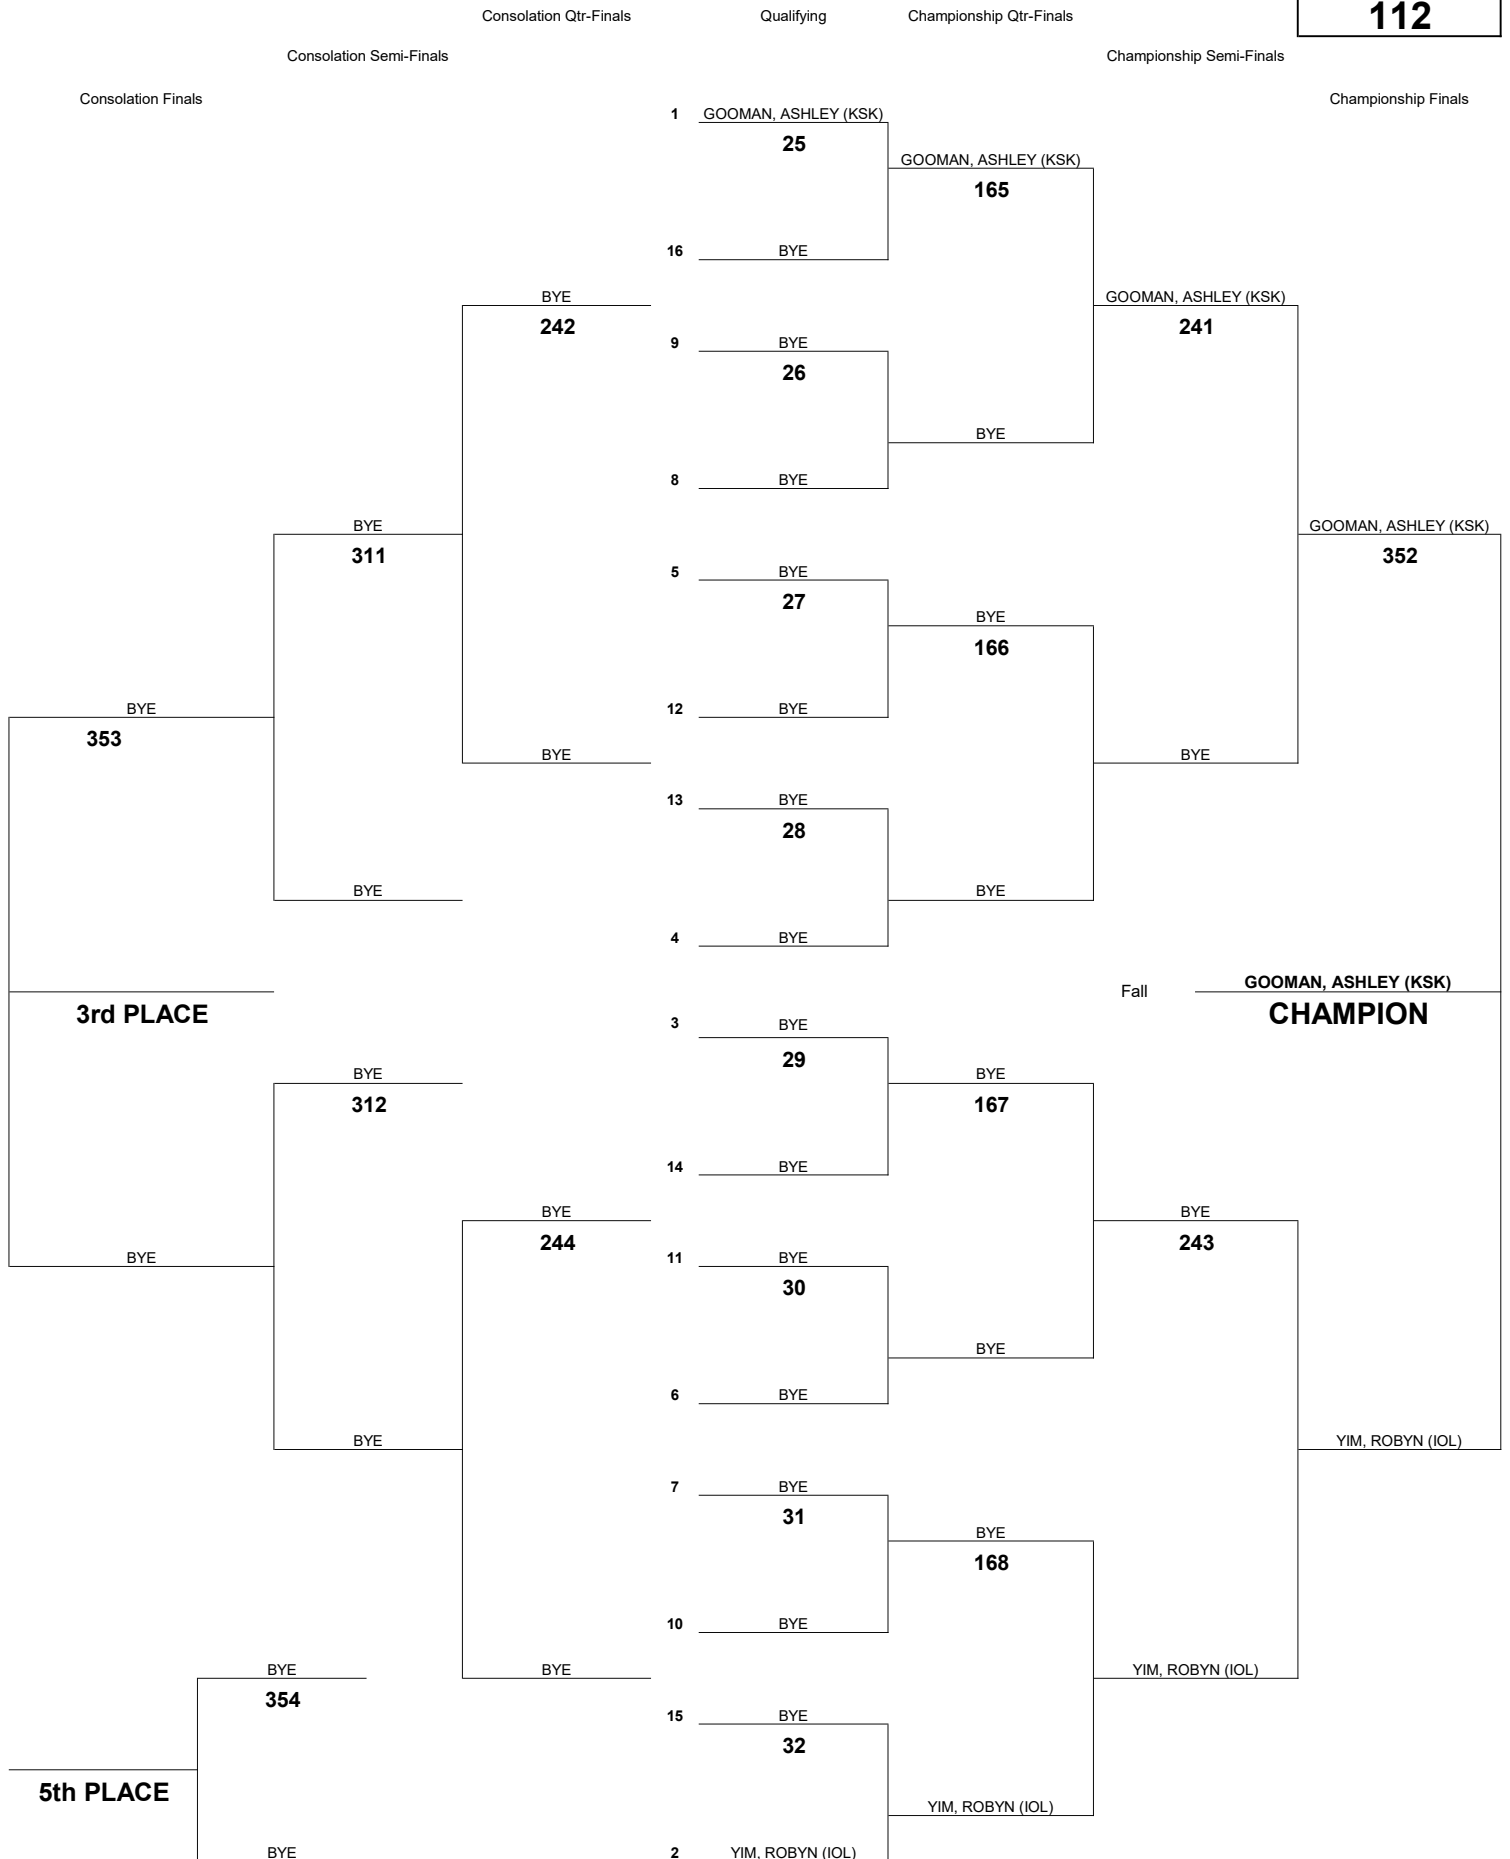 Consolation Qtr-Finals Qualifying Championship Qtr-Finals 112
Consolation Semi-Finals Championship Semi-Finals
Consolation Finals Championship Finals
1 GOOMAN, ASHLEY (KSK)
25
GOOMAN, ASHLEY (KSK)
165
16 BYE
BYE GOOMAN, ASHLEY (KSK)
242 241
9 BYE
26
BYE
8 BYE
BYE GOOMAN, ASHLEY (KSK)
311 352
5 BYE
27
BYE
166
BYE 12 BYE
353
BYE BYE
13 BYE
28
BYE BYE
4 BYE
Fall GOOMAN, ASHLEY (KSK)
3rd PLACE CHAMPION
3 BYE
29
BYE BYE
312 167
14 BYE
BYE BYE
244 243
BYE 11 BYE
30
BYE
6 BYE
BYE YIM, ROBYN (IOL)
7 BYE
31
BYE
168
10 BYE
BYE BYE YIM, ROBYN (IOL)
354
15 BYE
32
5th PLACE
YIM, ROBYN (IOL)
BYE 2 YIM, ROBYN (IOL)